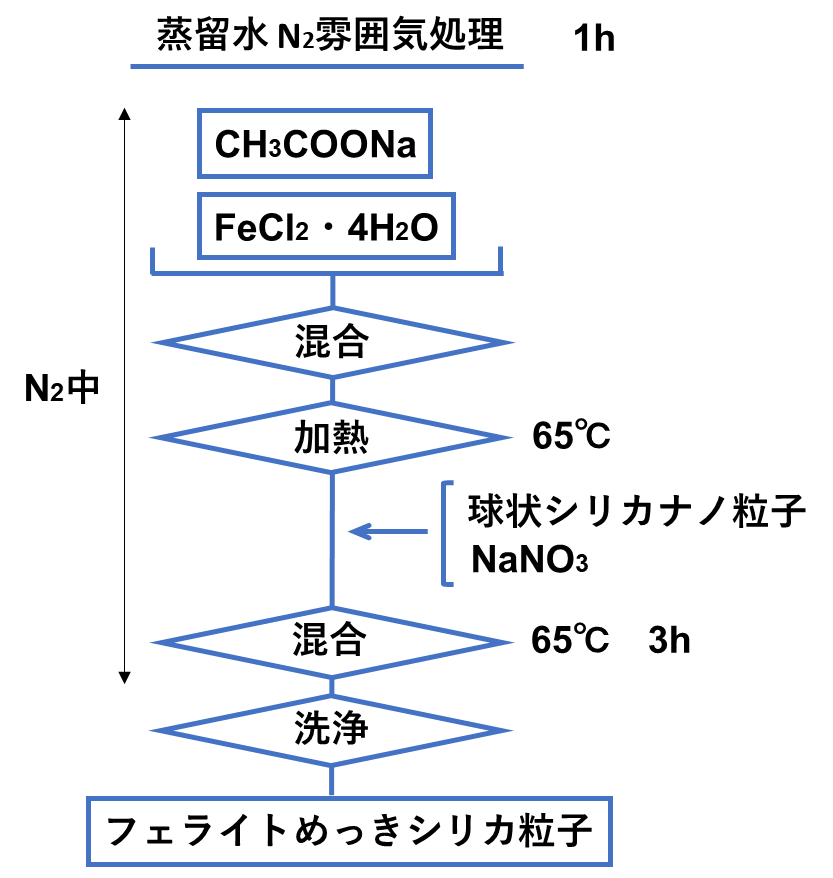 蒸留水 N₂雰囲気処理 1h
CH₃COONa
FeCl₂・4H₂O
混合
N₂中
加熱 65℃
球状シリカナノ粒子
NaNO₃
混合 65℃ 3h
洗浄
フェライトめっきシリカ粒子